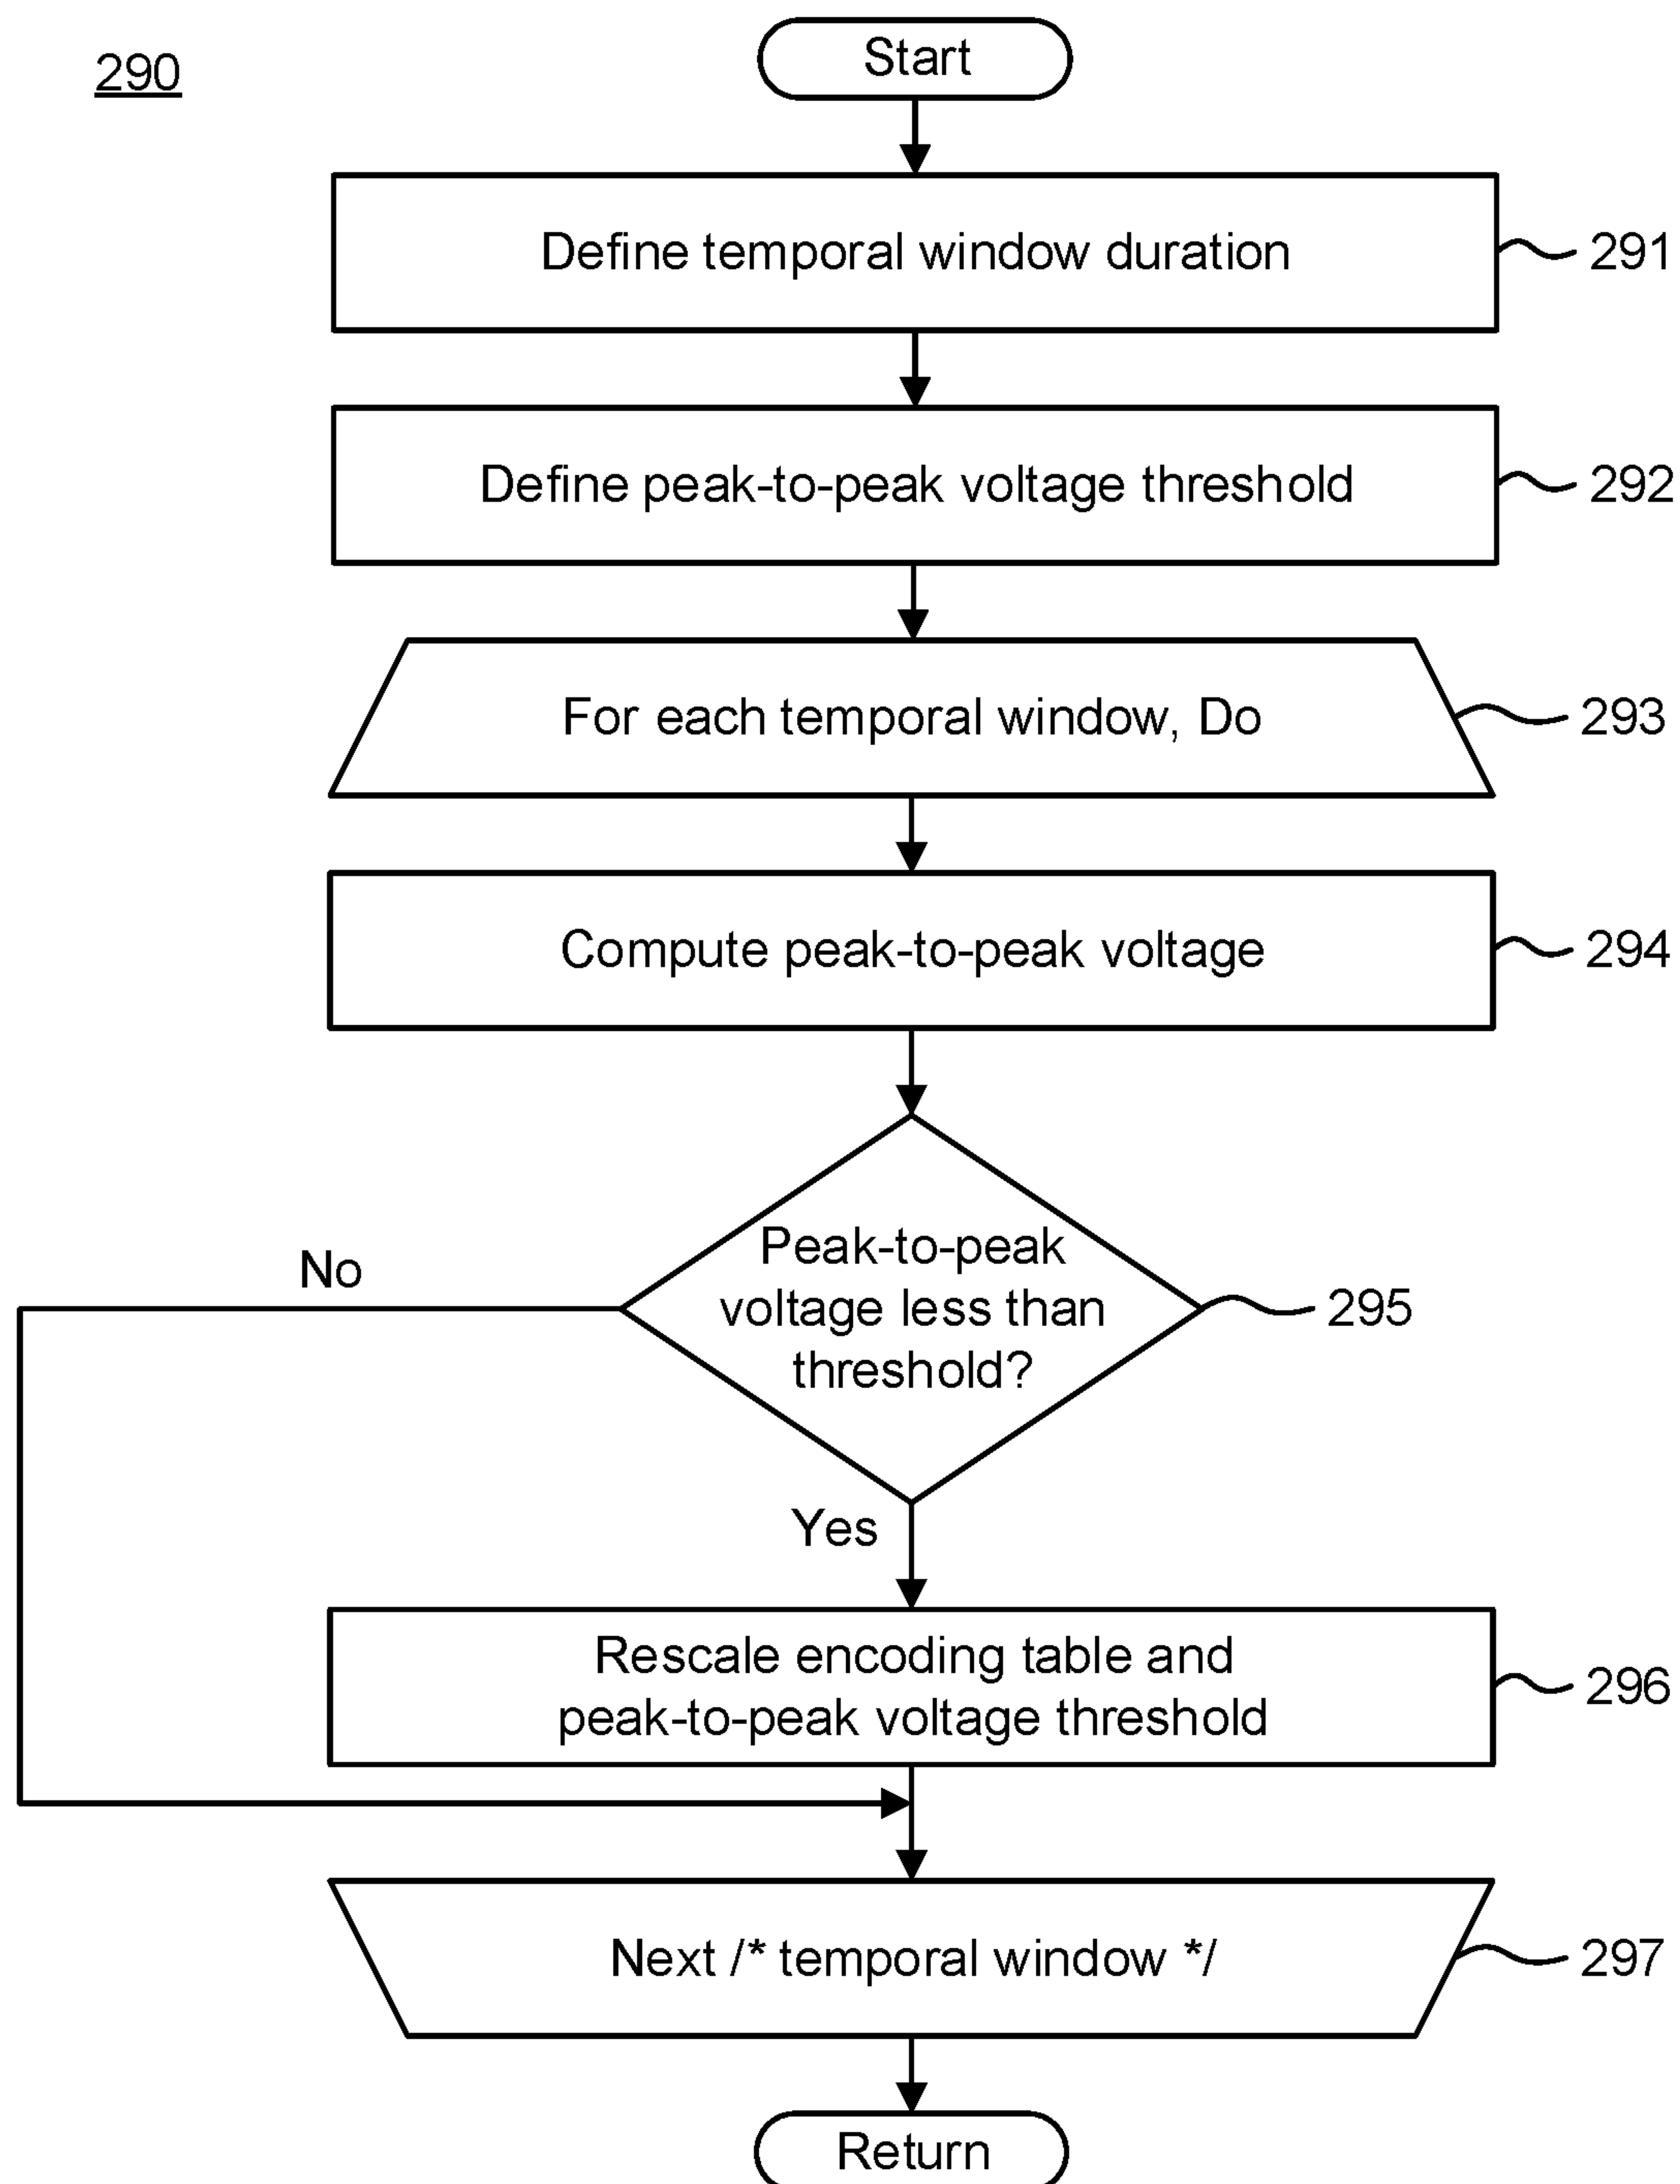 290
Start
Define temporal window duration
291
Define peak-to-peak voltage threshold
292
For each temporal window, Do
293
Compute peak-to-peak voltage
294
Peak-to-peak
voltage less than
threshold?
295
No
Yes
Rescale encoding table and
peak-to-peak voltage threshold
296
Next /* temporal window */
297
Return